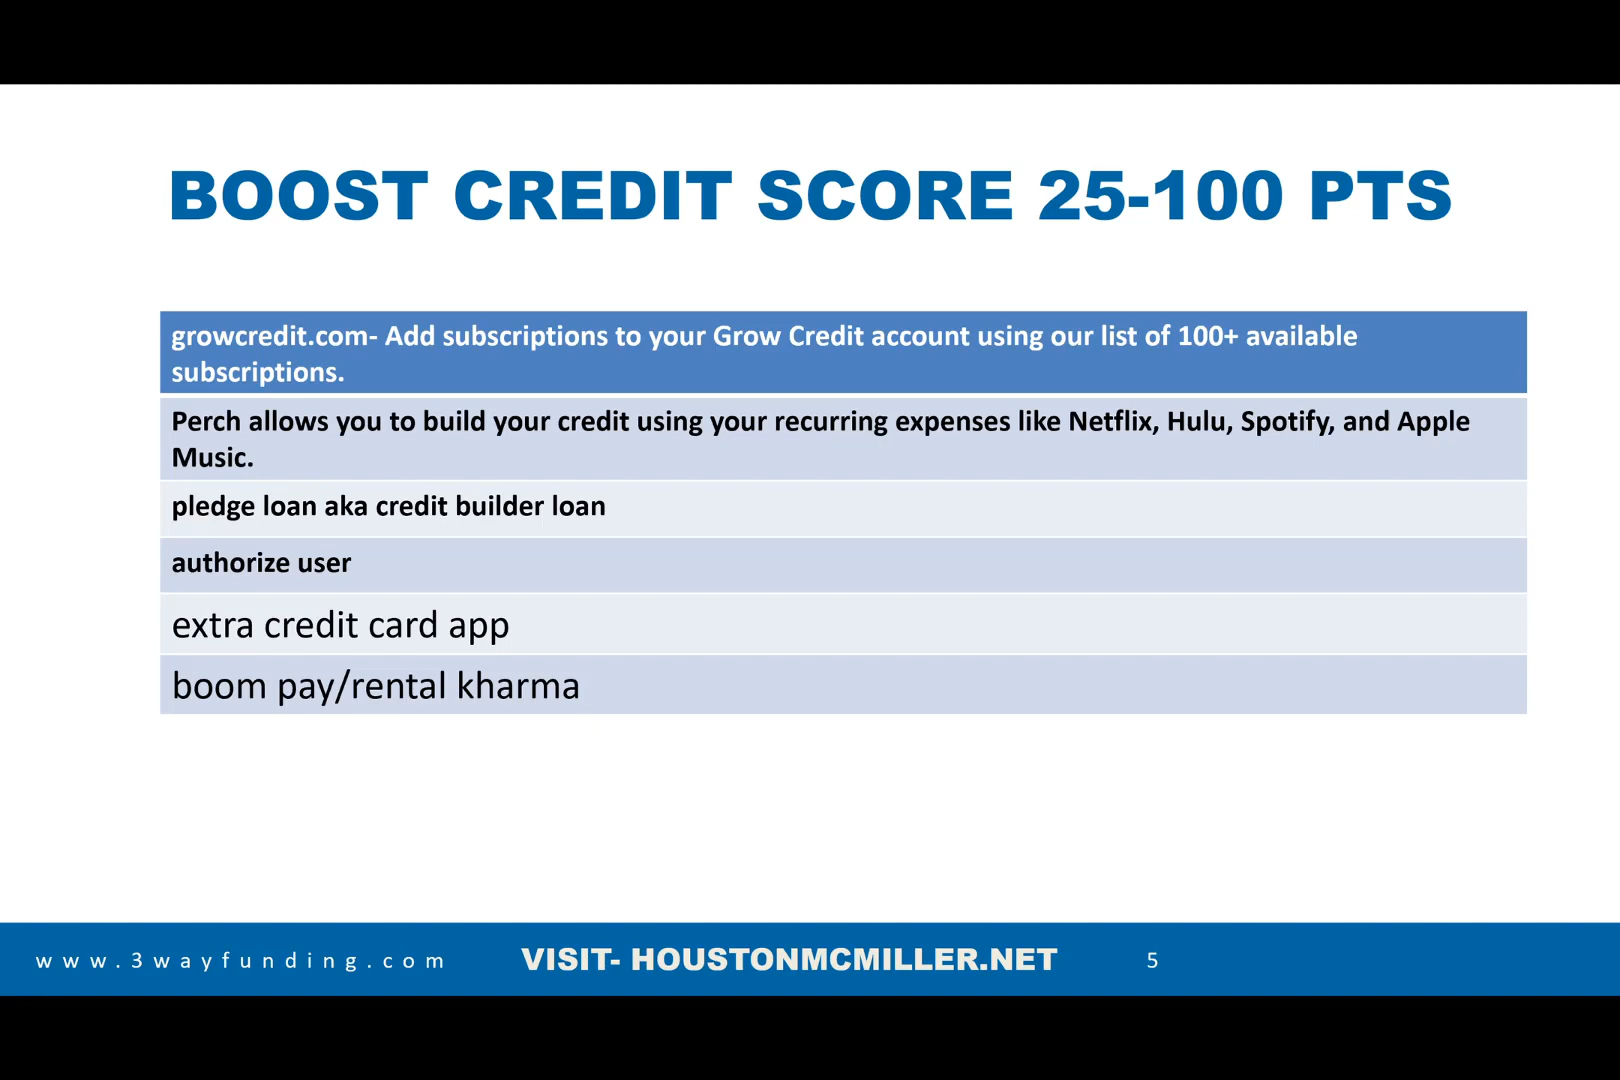 BOOST CREDIT SCORE 25-100 PTS
growcredit.com- Add subscriptions to your Grow Credit account using our list of 100+ available
subscriptions.
Perch allows you to build your credit using your recurring expenses like Netflix, Hulu, Spotify, and Apple
Music.
pledge loan aka credit builder loan
authorize user
extra credit card app
boom pay/rental kharma
www.3wayfunding.com VISIT- HOUSTONMCMILLER.NET 5